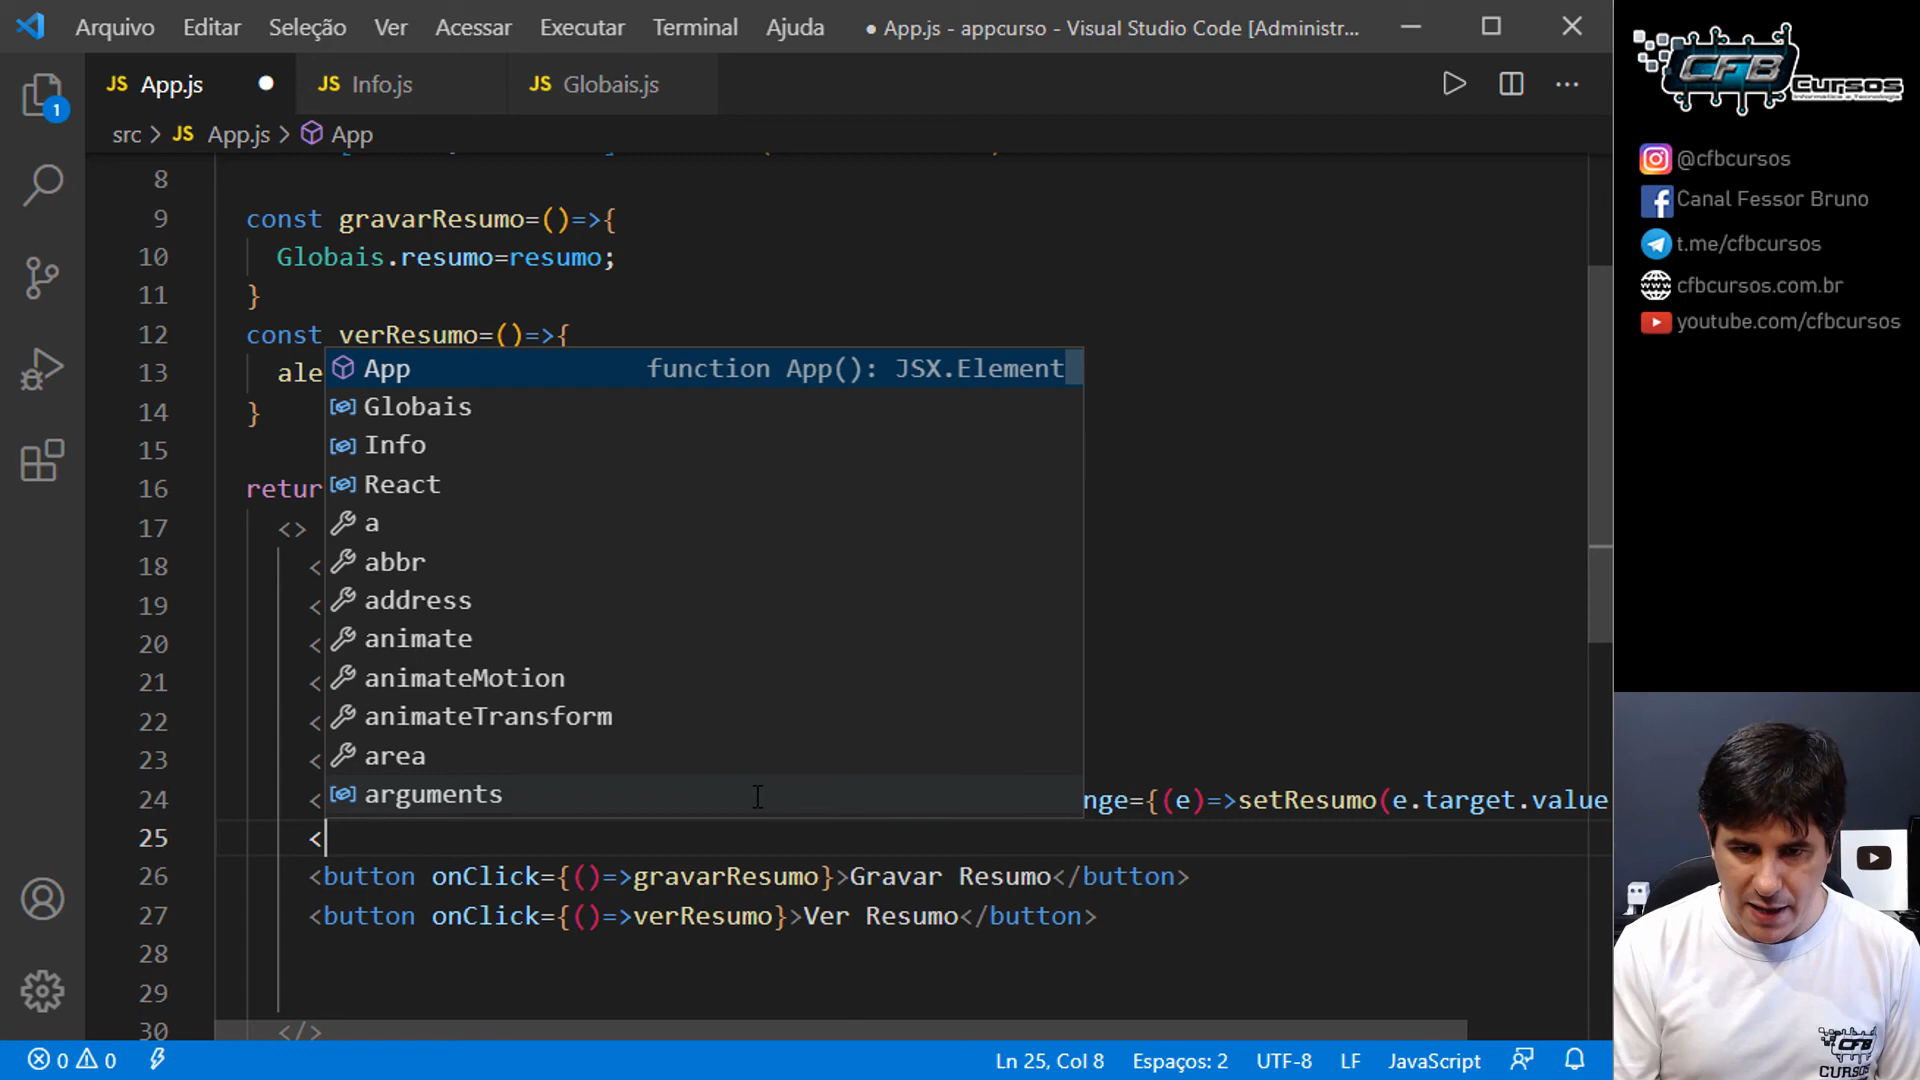 Arquivo Editar Seleção Ver Acessar Executar Terminal Ajuda ● App.js - appcurso - Visual Studio Code [Administr...
JS App.js JS Info.js JS Globais.js
1
src > JS App.js > App
8
9 const gravarResumo=()=>{
10 Globais.resumo=resumo;
11 }
12 const verResumo=()=>{
13 ale
14 }
15
16 retur
17 <>
18 <
19 <
20 <
21 <
22 <
23 <
24 < nge={(e)=>setResumo(e.target.value
25 <
26 <button onClick={()=>gravarResumo}>Gravar Resumo</button>
27 <button onClick={()=>verResumo}>Ver Resumo</button>
28
29
30 </>
App function App(): JSX.Element
Globais
Info
React
a
abbr
address
animate
animateMotion
animateTransform
area
arguments
0 0 Ln 25, Col 8 Espaços: 2 UTF-8 LF JavaScript
CFB Cursos
@cfbcursos
Canal Fessor Bruno
t.me/cfbcursos
cfbcursos.com.br
youtube.com/cfbcursos
CFB
CURSOS